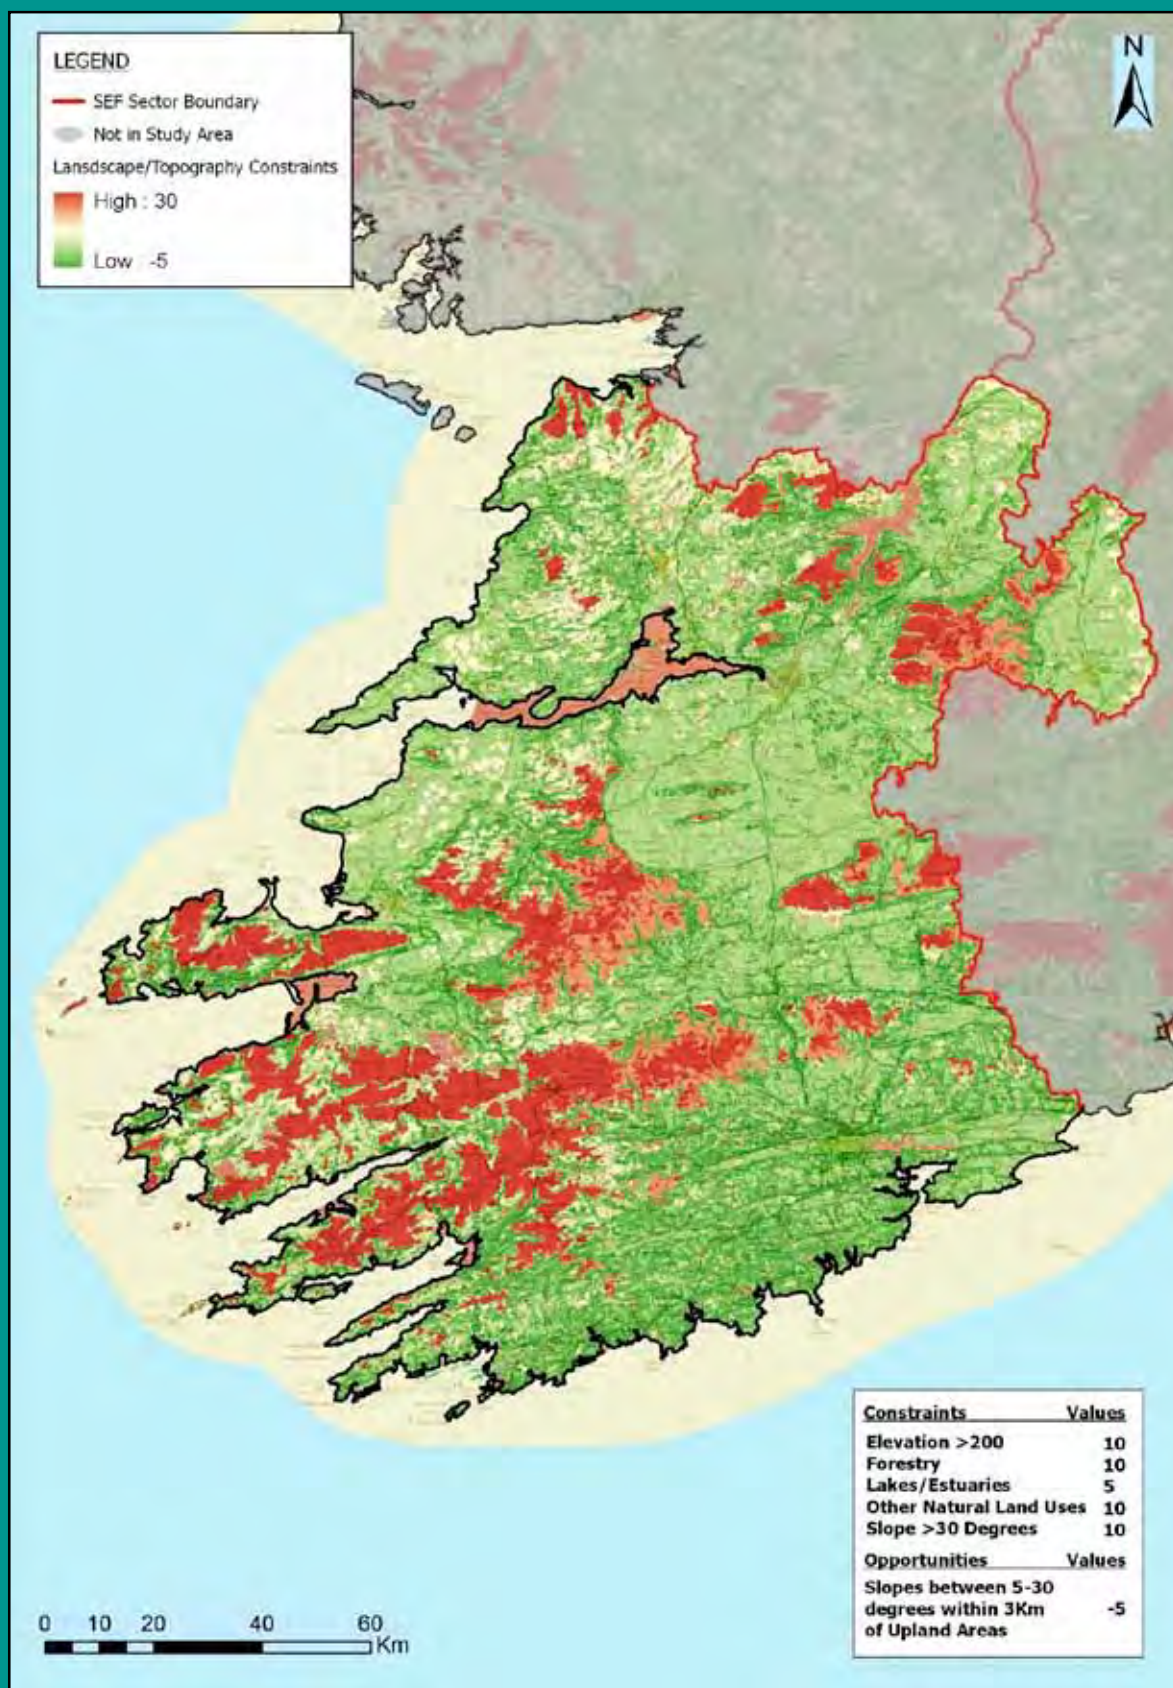 LEGEND
SEF Sector Boundary
Not in Study Area
Lansdscape/Topography Constraints
High : 30
Low : -5
N
Constraints Values
Elevation >200 10
Forestry 10
Lakes/Estuaries 5
Other Natural Land Uses 10
Slope >30 Degrees 10
Opportunities Values
Slopes between 5-30
degrees within 3Km -5
of Upland Areas
0 10 20 40 60
Km